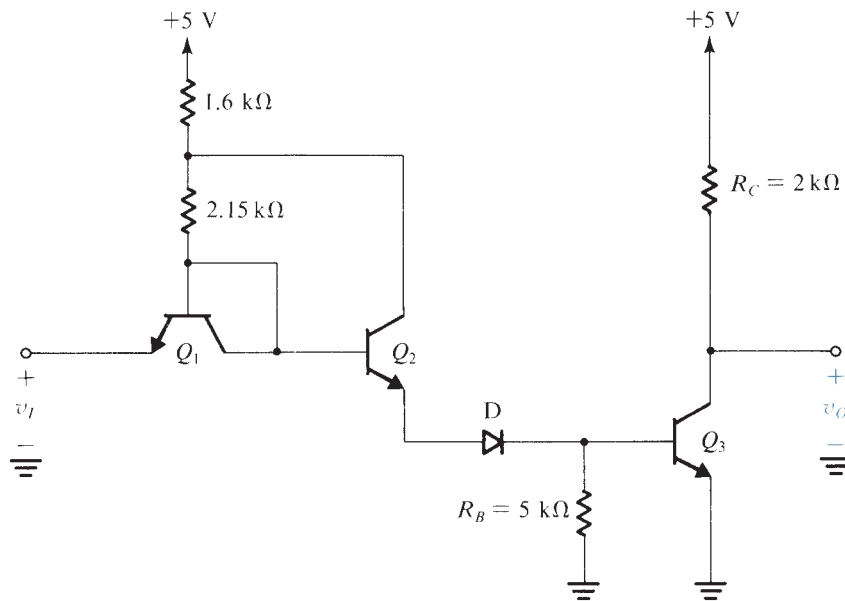 +5 V
+5 V
1.6 kΩ
R_C = 2 kΩ
2.15 kΩ
Q_1
Q_2
+
v_I
−
D
+
v_O
−
Q_3
R_B = 5 kΩ